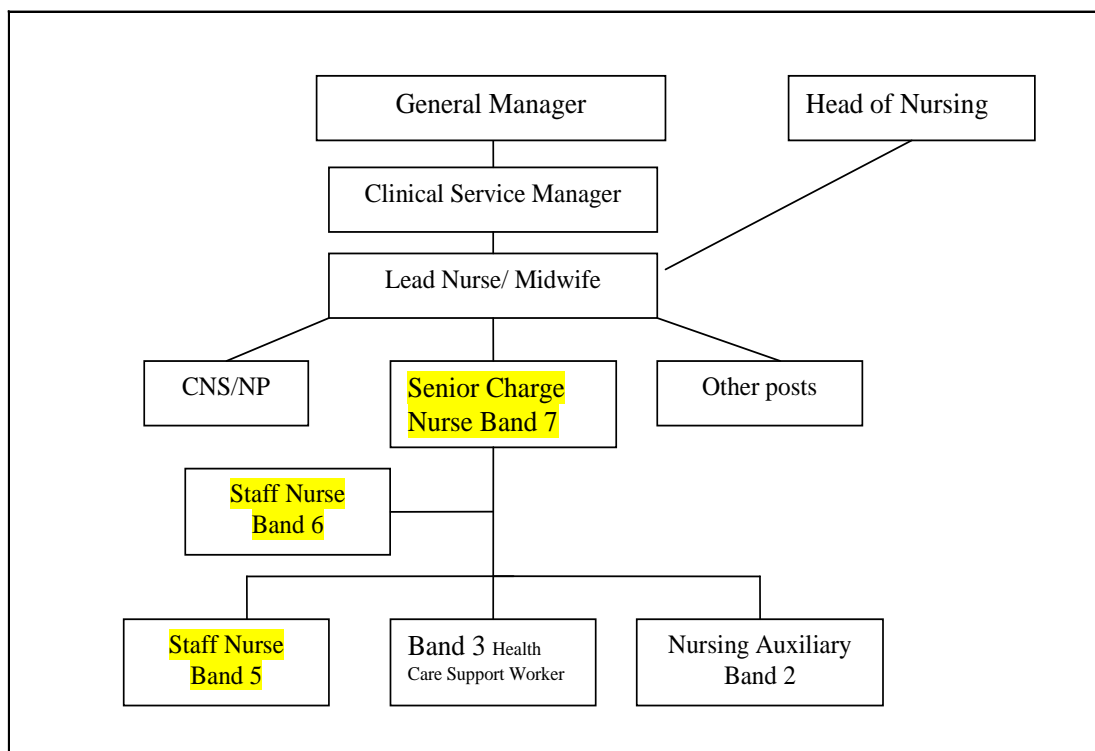 General Manager
Head of Nursing
Clinical Service Manager
Lead Nurse/ Midwife
CNS/NP
Senior Charge
Nurse Band 7
Other posts
Staff Nurse
Band 6
Staff Nurse
Band 5
Band 3 Health
Care Support Worker
Nursing Auxiliary
Band 2